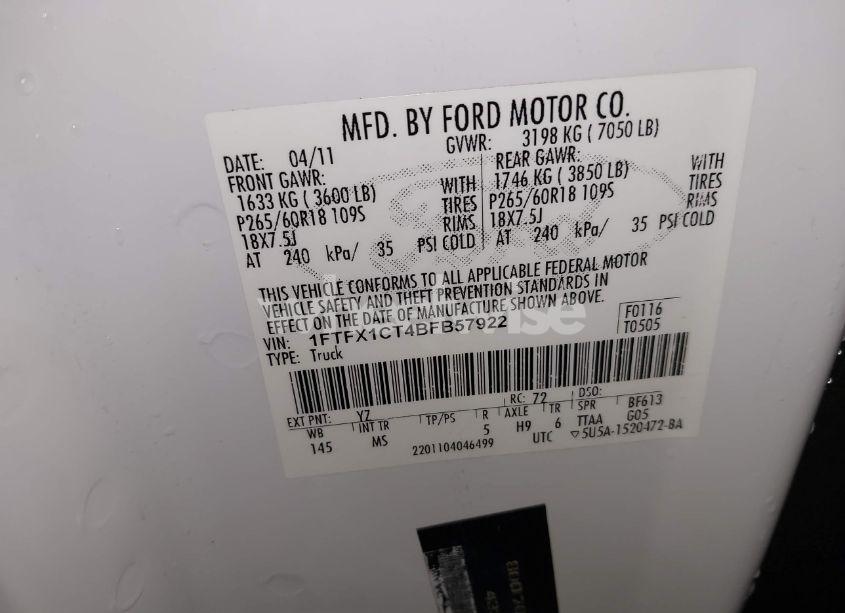 MFD. BY FORD MOTOR CO.
DATE: 04/11 GVWR: 3198 KG ( 7050 LB)
FRONT GAWR: REAR GAWR:
1633 KG ( 3600 LB) WITH 1746 KG ( 3850 LB) WITH
P265/60R18 109S TIRES P265/60R18 109S TIRES
18X7.5J RIMS 18X7.5J RIMS
AT 240 kPa/ 35 PSI COLD AT 240 kPa/ 35 PSI COLD
THIS VEHICLE CONFORMS TO ALL APPLICABLE FEDERAL MOTOR
VEHICLE SAFETY AND THEFT PREVENTION STANDARDS IN
EFFECT ON THE DATE OF MANUFACTURE SHOWN ABOVE.
VIN: 1FTFX1CT4BFB57922
TYPE: Truck
F0116
T0505
EXT PNT: YZ RC: 72 DSO:
WB INT TR TP/PS R AXLE TR SPR BF613
145 MS 5 H9 6 TTAA G05
2201104046499 UTC ▽5U5A-1520472-BA